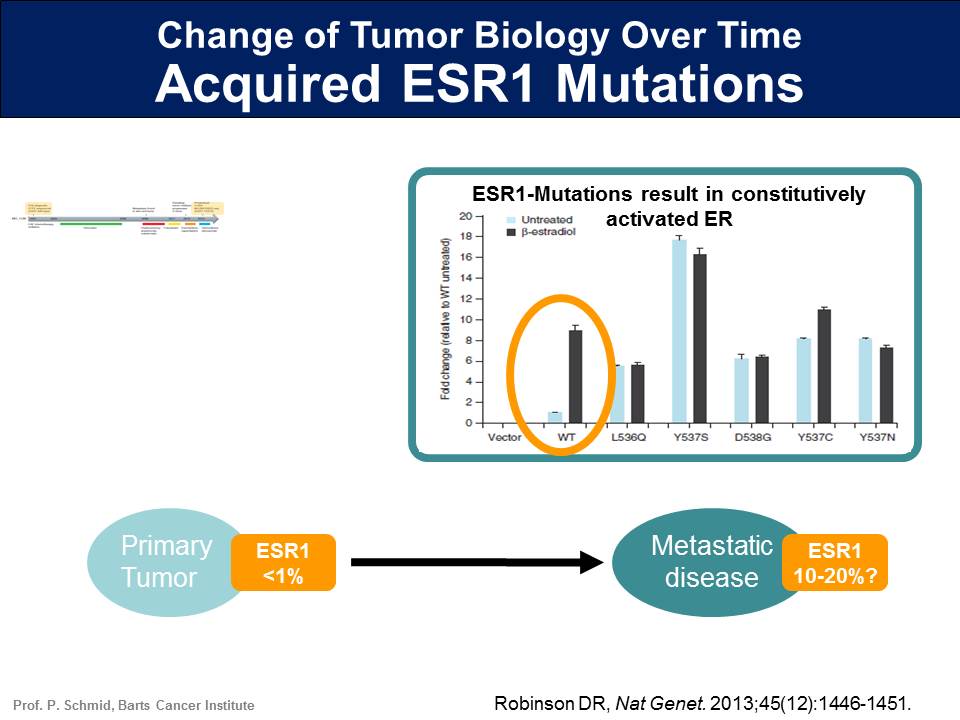 Change of Tumor Biology Over Time
Acquired ESR1 Mutations
ESR1-Mutations result in constitutively
activated ER
Untreated
β-estradiol
Fold change (relative to WT untreated)
20
18
16
14
12
10
8
6
4
2
0
Vector
WT
L536Q
Y537S
D538G
Y537C
Y537N
Primary
Tumor
ESR1
<1%
Metastatic
disease
ESR1
10-20%?
Prof. P. Schmid, Barts Cancer Institute
Robinson DR, Nat Genet. 2013;45(12):1446-1451.